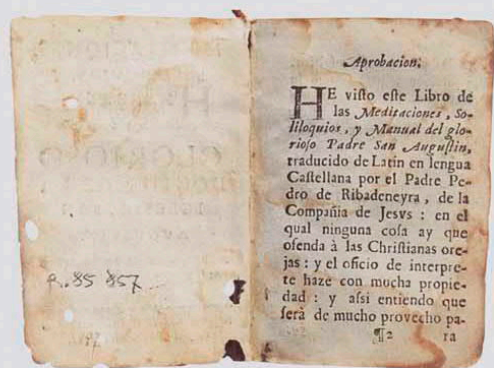 R. 85 857
Aprobacion.
HE visto este Libro de
las Meditaciones, So-
liloquios, y Manual del glo-
rioso Padre San Augustin,
traducido de Latin en lengua
Castellana por el Padre Pe-
dro de Ribadeneyra, de la
Compañia de Jesvs: en el
qual ninguna cosa ay que
ofenda à las Christianas ore-
jas: y el oficio de interpre-
te haze con mucha propie-
dad: y assi entiendo que
serà de mucho provecho pa-
¶2 ra